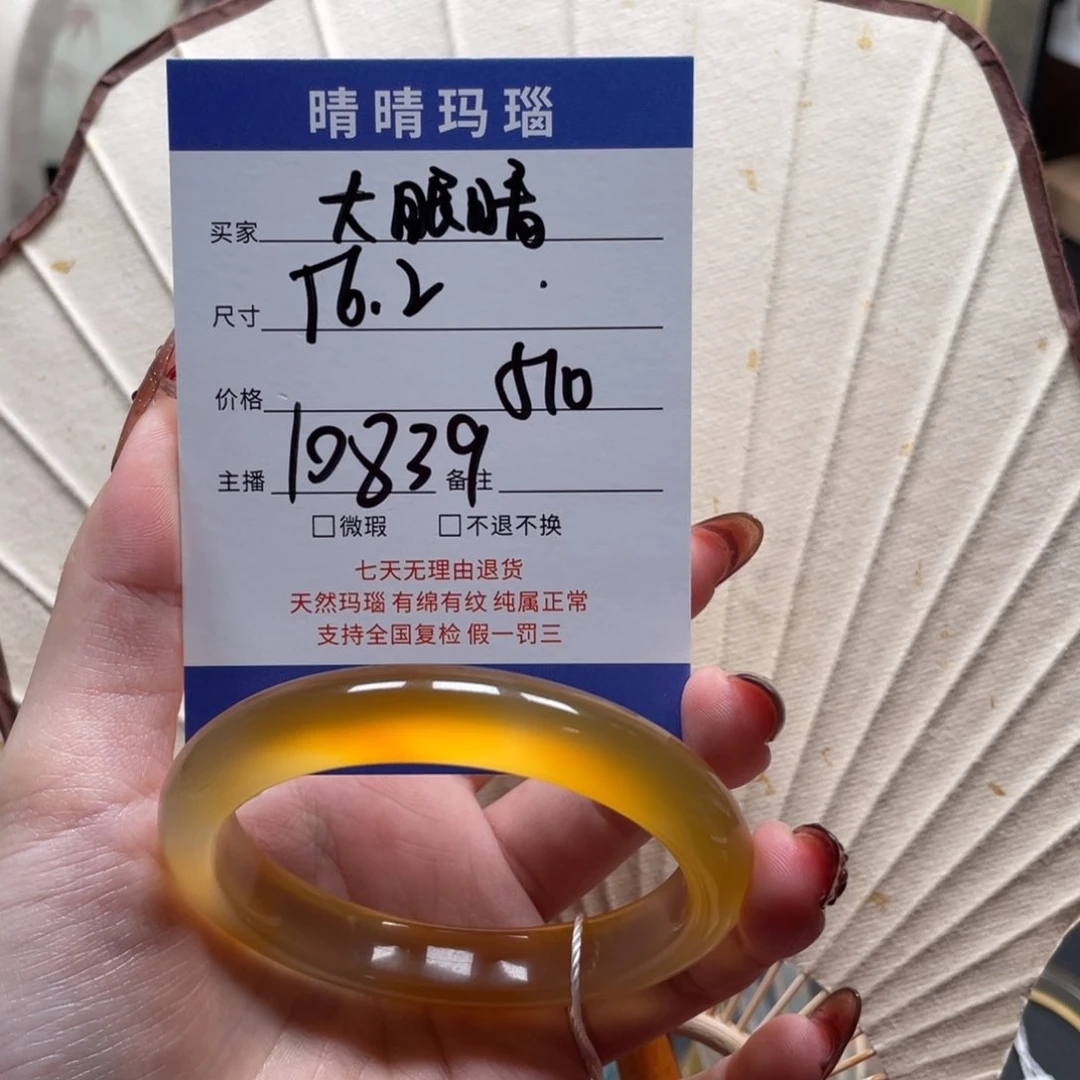 晴晴玛瑙
买家 大眼睛
尺寸 56.2
价格 510
主播 10839 备注
□微瑕 □不退不换
七天无理由退货
天然玛瑙 有绵有纹 纯属正常
支持全国复检 假一罚三